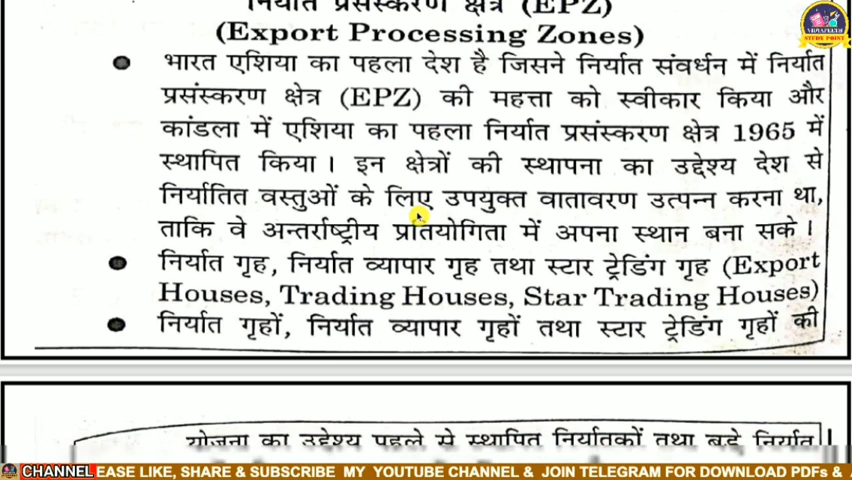 निर्यात प्रसंस्करण क्षेत्र (EPZ)
(Export Processing Zones)
● भारत एशिया का पहला देश है जिसने निर्यात संवर्धन में निर्यात
प्रसंस्करण क्षेत्र (EPZ) की महत्ता को स्वीकार किया और
कांडला में एशिया का पहला निर्यात प्रसंस्करण क्षेत्र 1965 में
स्थापित किया। इन क्षेत्रों की स्थापना का उद्देश्य देश से
निर्यातित वस्तुओं के लिए उपयुक्त वातावरण उत्पन्न करना था,
ताकि वे अन्तर्राष्ट्रीय प्रतियोगिता में अपना स्थान बना सके।
● निर्यात गृह, निर्यात व्यापार गृह तथा स्टार ट्रेडिंग गृह (Export
Houses, Trading Houses, Star Trading Houses)
● निर्यात गृहों, निर्यात व्यापार गृहों तथा स्टार ट्रेडिंग गृहों की
योजना का उद्देश्य पहले से स्थापित निर्यातकों तथा बड़े निर्यात
CHANNEL EASE LIKE, SHARE & SUBSCRIBE MY YOUTUBE CHANNEL & JOIN TELEGRAM FOR DOWNLOAD PDFs &
STUDY POINT